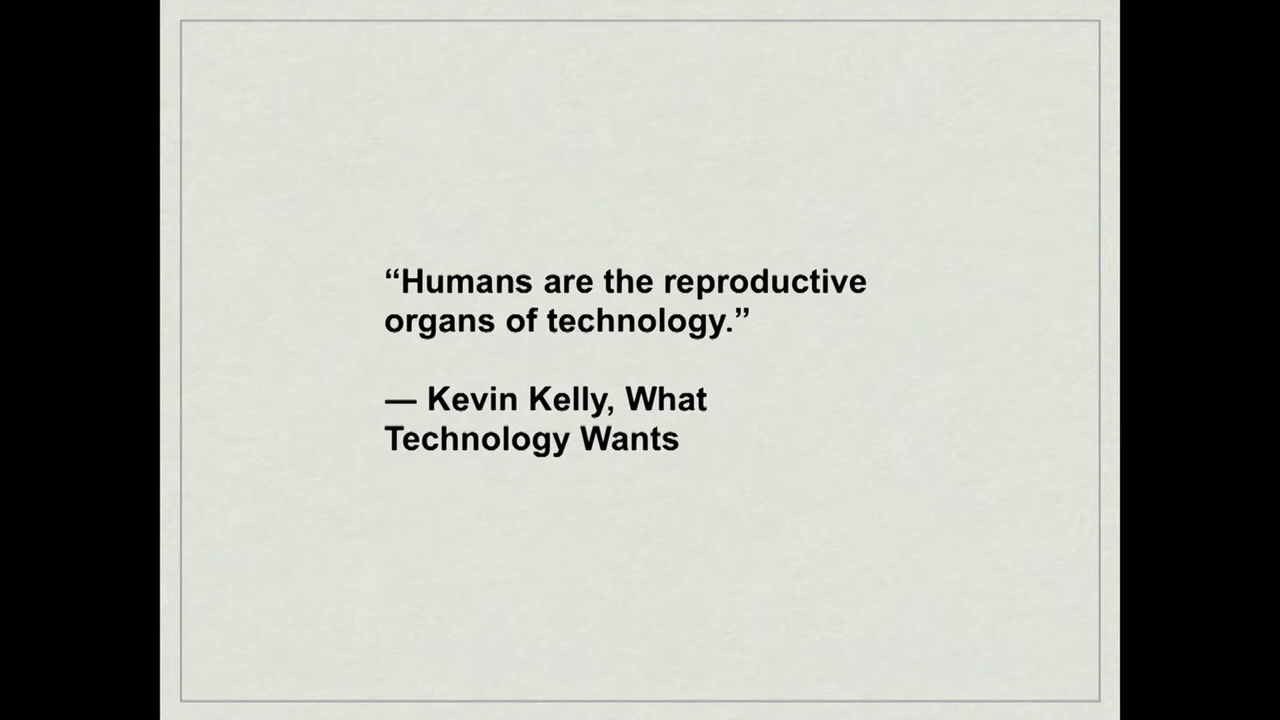 “Humans are the reproductive
organs of technology.”
— Kevin Kelly, What
Technology Wants